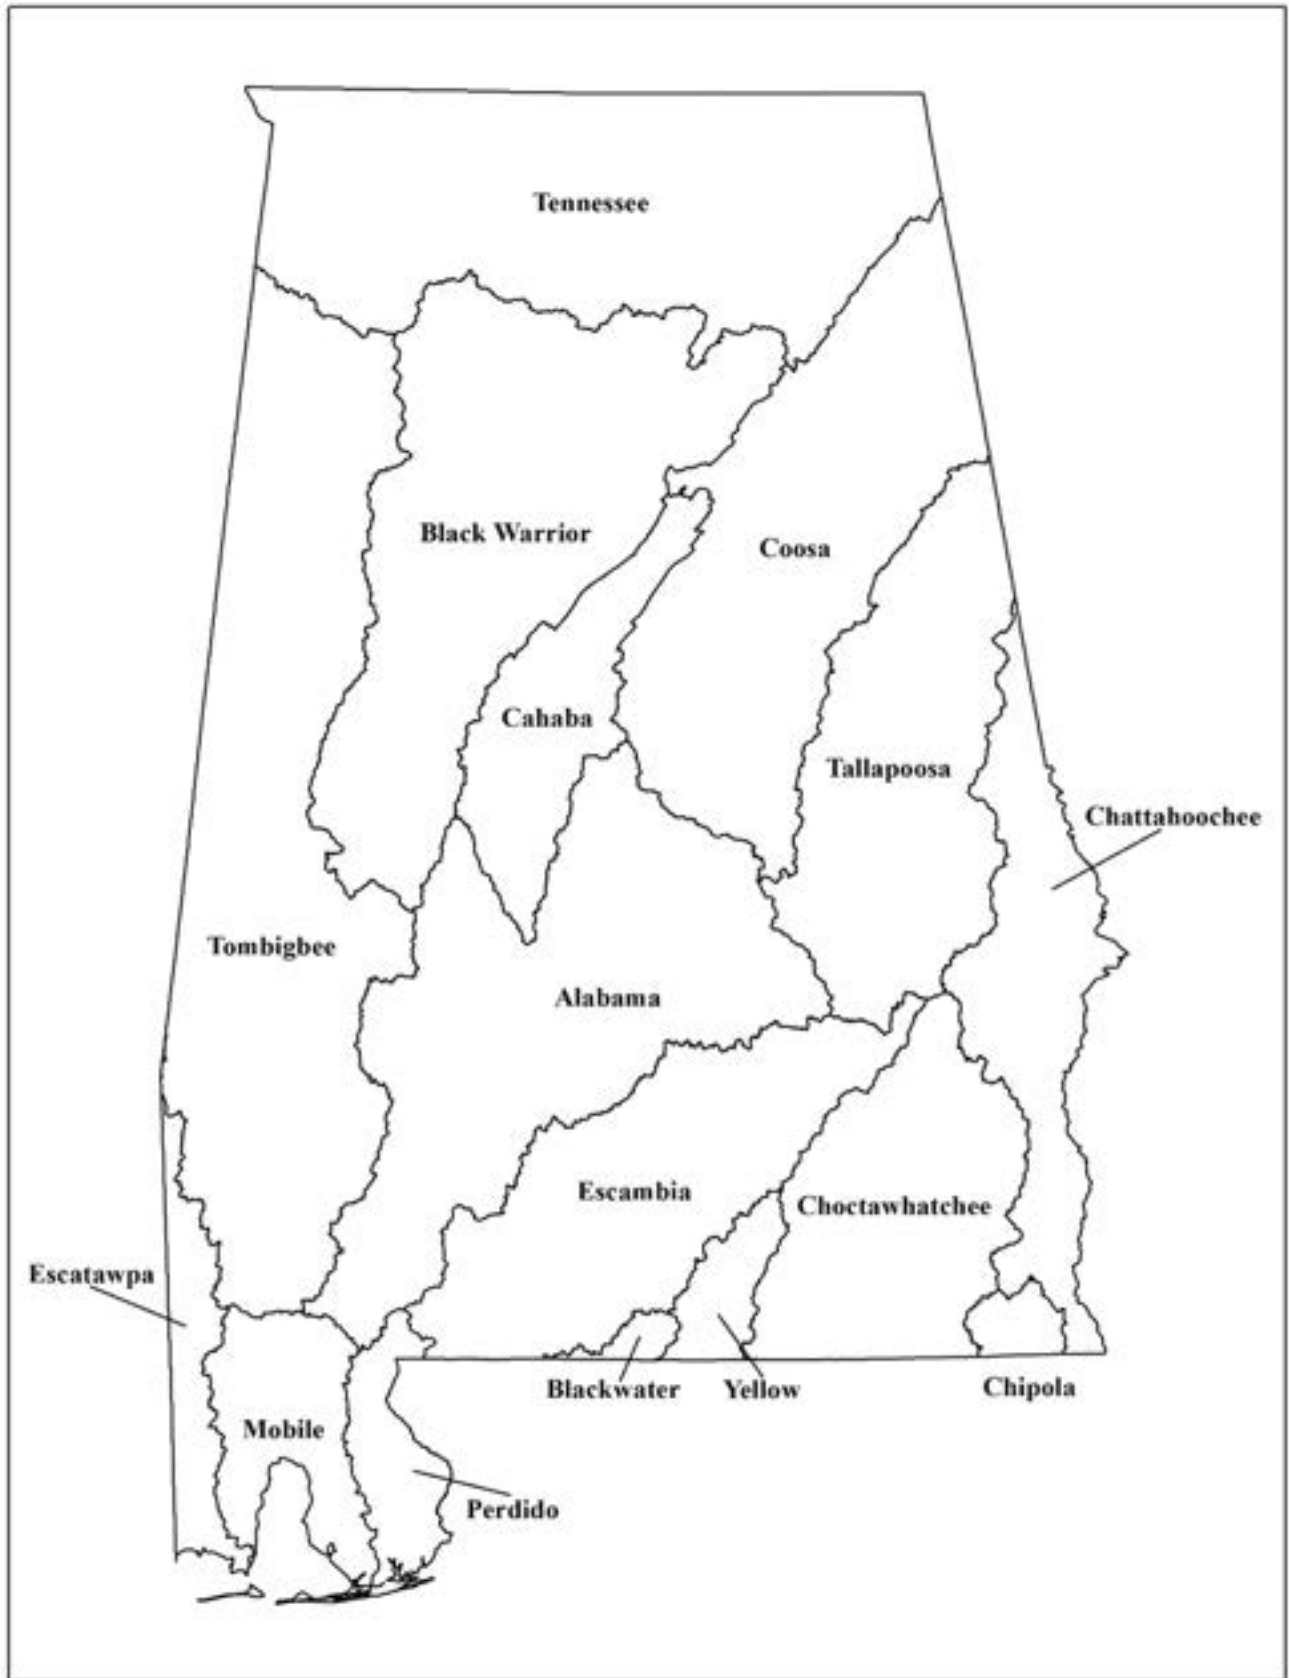 Tennessee
Black Warrior
Coosa
Cahaba
Tallapoosa
Chattahoochee
Tombigbee
Alabama
Escambia
Choctawhatchee
Escatawpa
Blackwater
Yellow
Chipola
Mobile
Perdido